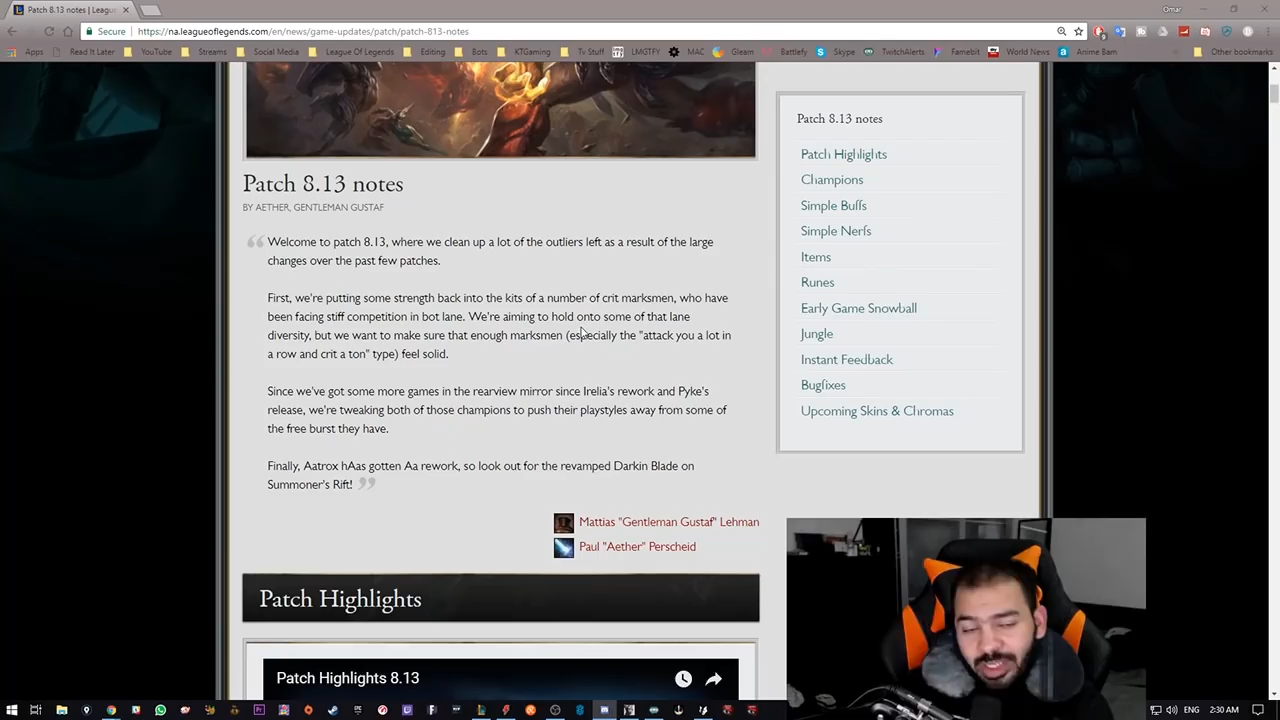 Patch 8.13 notes | Leagu
Omar
Secure
https://na.leagueoflegends.com/en/news/game-updates/patch/patch-813-notes
Apps Read It Later YouTube Streams Social Media League Of Legends Editing Bots KTGaming Tv Stuff LMGTFY MAC Gleam Battlefy Skype TwitchAlerts Famebit World News Anime Bam Other bookmarks
Patch 8.13 notes
BY AETHER, GENTLEMAN GUSTAF
Welcome to patch 8.13, where we clean up a lot of the outliers left as a result of the large
changes over the past few patches.
First, we're putting some strength back into the kits of a number of crit marksmen, who have
been facing stiff competition in bot lane. We're aiming to hold onto some of that lane
diversity, but we want to make sure that enough marksmen (especially the "attack you a lot in
a row and crit a ton" type) feel solid.
Since we've got some more games in the rearview mirror since Irelia's rework and Pyke's
release, we're tweaking both of those champions to push their playstyles away from some of
the free burst they have.
Finally, Aatrox hAas gotten Aa rework, so look out for the revamped Darkin Blade on
Summoner's Rift!
Mattias "Gentleman Gustaf" Lehman
Paul "Aether" Perscheid
Patch Highlights
Patch Highlights 8.13
Patch 8.13 notes
Patch Highlights
Champions
Simple Buffs
Simple Nerfs
Items
Runes
Early Game Snowball
Jungle
Instant Feedback
Bugfixes
Upcoming Skins & Chromas
2:30 AM